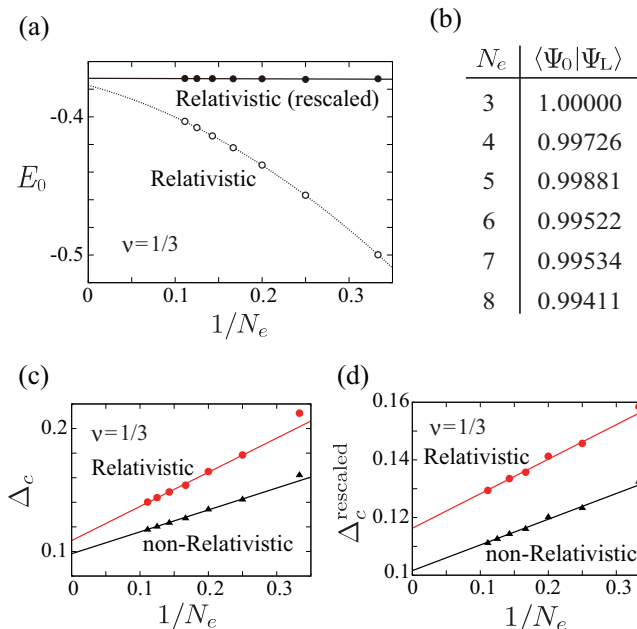 (a)
-0.4
-0.5
E₀
Relativistic (rescaled)
Relativistic
ν=1/3
0 0.1 0.2 0.3
1/Nₑ
(b)
Nₑ ⟨Ψ₀|Ψ_L⟩
3 1.00000
4 0.99726
5 0.99881
6 0.99522
7 0.99534
8 0.99411
(c)
0.2
0.1
Δ_c
ν=1/3
Relativistic
non-Relativistic
0 0.1 0.2 0.3
1/Nₑ
(d)
0.16
0.14
0.12
0.1
Δ_c^rescaled
ν=1/3
Relativistic
non-Relativistic
0 0.1 0.2 0.3
1/Nₑ